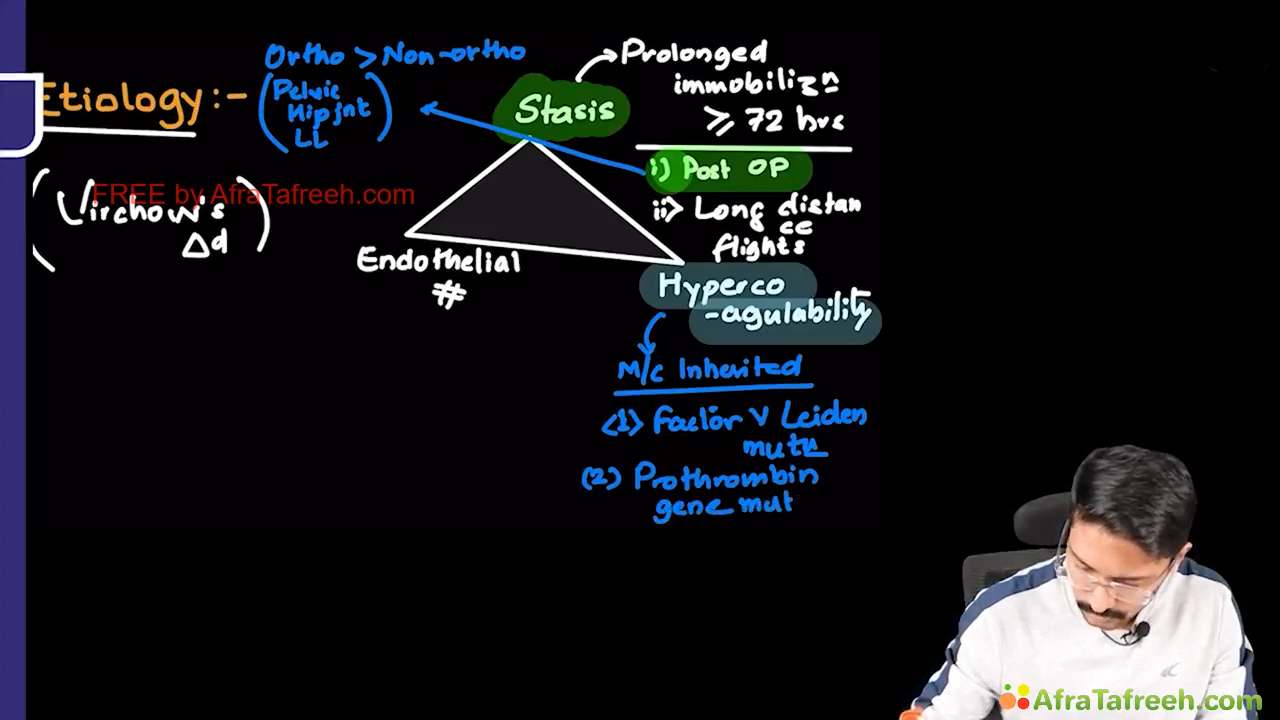 Ortho > Non-ortho
Etiology :-
(Pelvic
Hip jnt
LL)
Stasis
Prolonged
immobilizn
≥ 72 hrs
i) Post OP
ii> Long distan
ce
flights
FREE by AfraTafreeh.com
(Virchow's
Δd)
Endothelial
#
Hyperco
-agulability
M/c Inherited
(1) Factor V Leiden
mutn
(2) Prothrombin
gene mut
AfraTafreeh.com